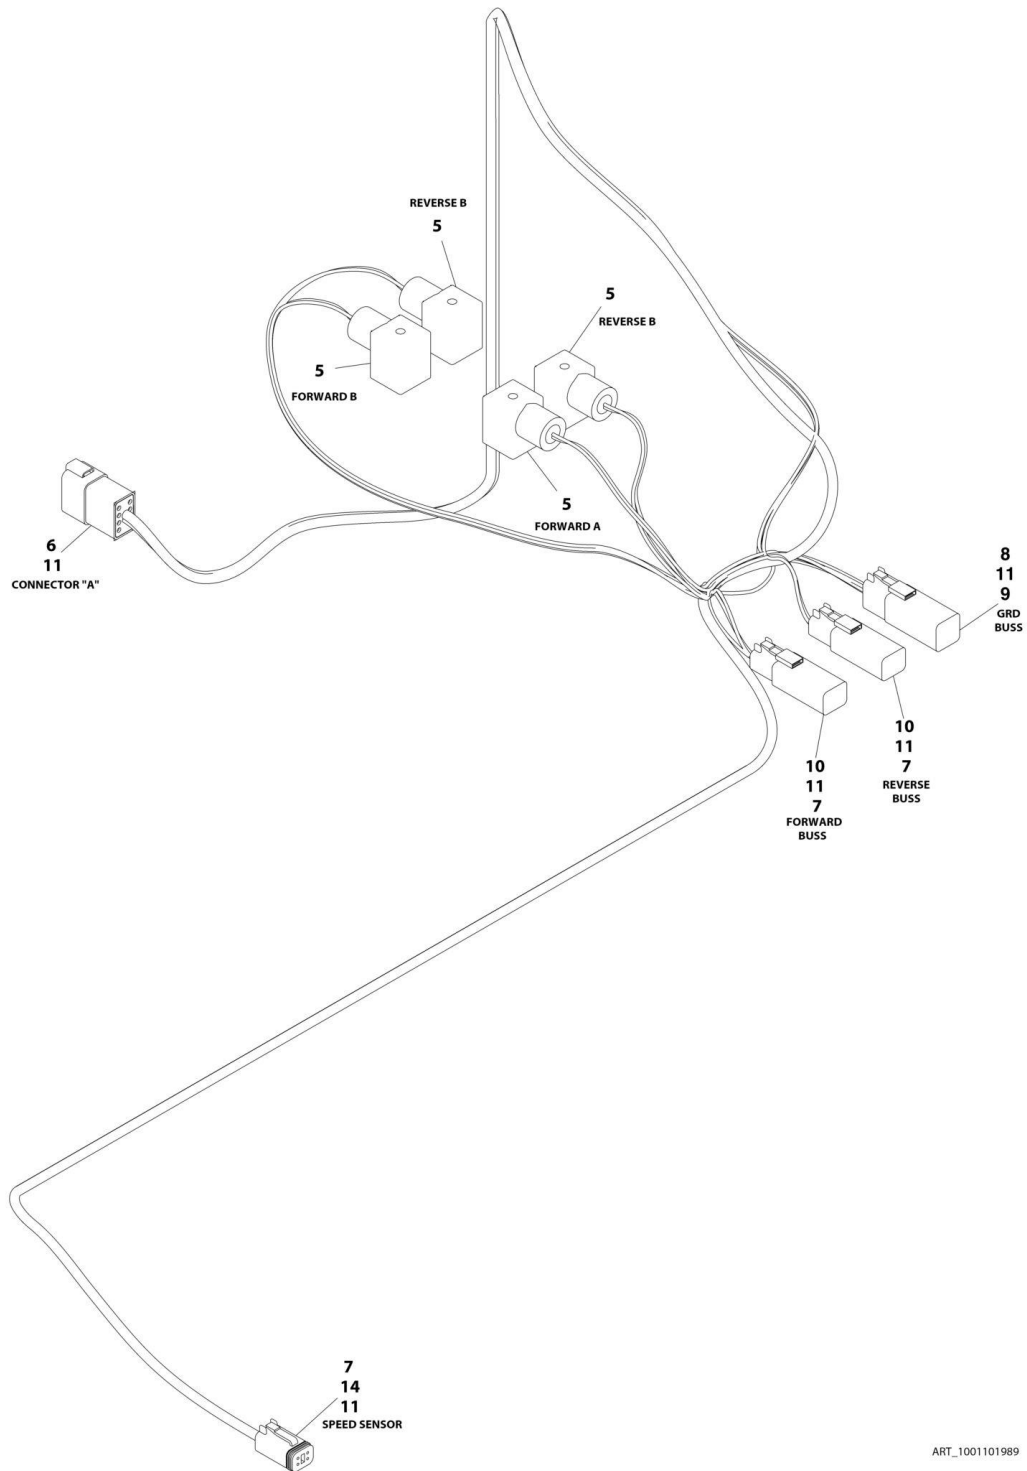 REVERSE B
5
5
REVERSE B
5
FORWARD B
5
FORWARD A
6
11
CONNECTOR "A"
8
11
9
GRD
BUSS
10
11
7
REVERSE
BUSS
10
11
7
FORWARD
BUSS
7
14
11
SPEED SENSOR
ART_1001101989